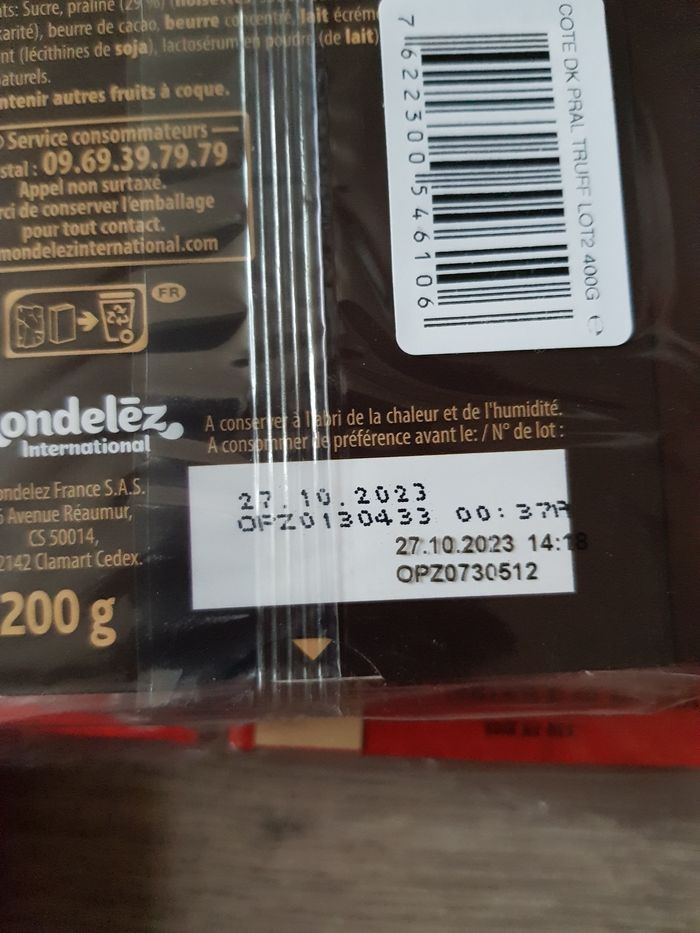 ts: Sucre, praliné (29 %) (noisettes
karité), beurre de cacao, beurre concentré, lait écrémé
nt (lécithines de soja), lactosérum en poudre (de lait)
aturels.
ntenir autres fruits à coque.
Service consommateurs
stal : 09.69.39.79.79
Appel non surtaxé.
rci de conserver l'emballage
pour tout contact.
mondelezinternational.com
FR
COTE DK PRAL TRUFF LOT2 400G e
7 622300 546106
ondelēz,
International
A conserver à l'abri de la chaleur et de l'humidité.
A consommer de préférence avant le: / N° de lot :
ondelez France S.A.S.
6 Avenue Réaumur,
CS 50014,
2142 Clamart Cedex.
200 g
27.10.2023
OPZ0130433 00:37
27.10.2023 14:18
OPZ0730512